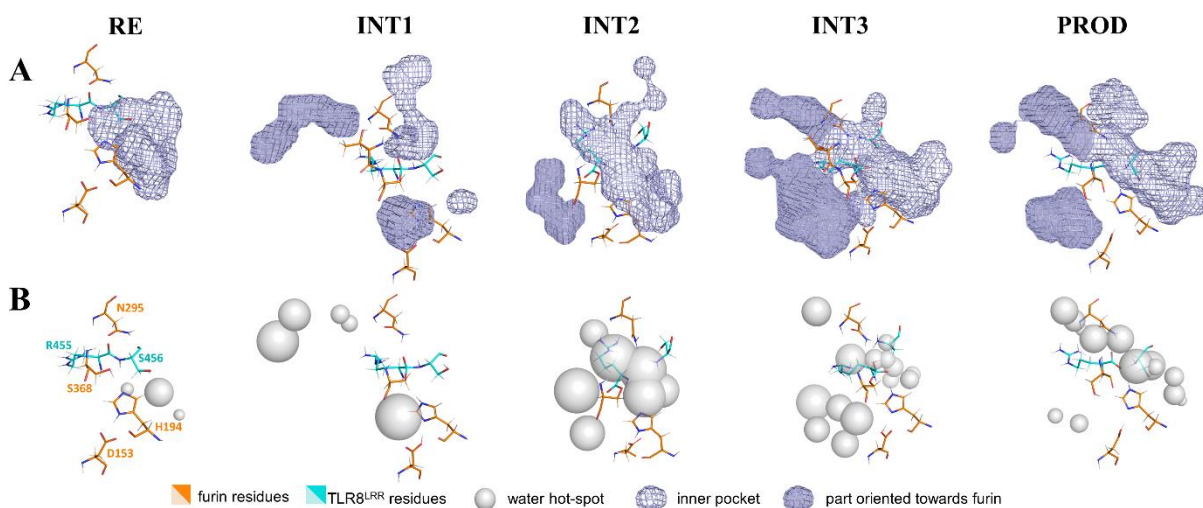 RE INT1 INT2 INT3 PROD
A
B
N295
R455
S456
S368
H194
D153
furin residues TLR8LRR residues water hot-spot inner pocket part oriented towards furin